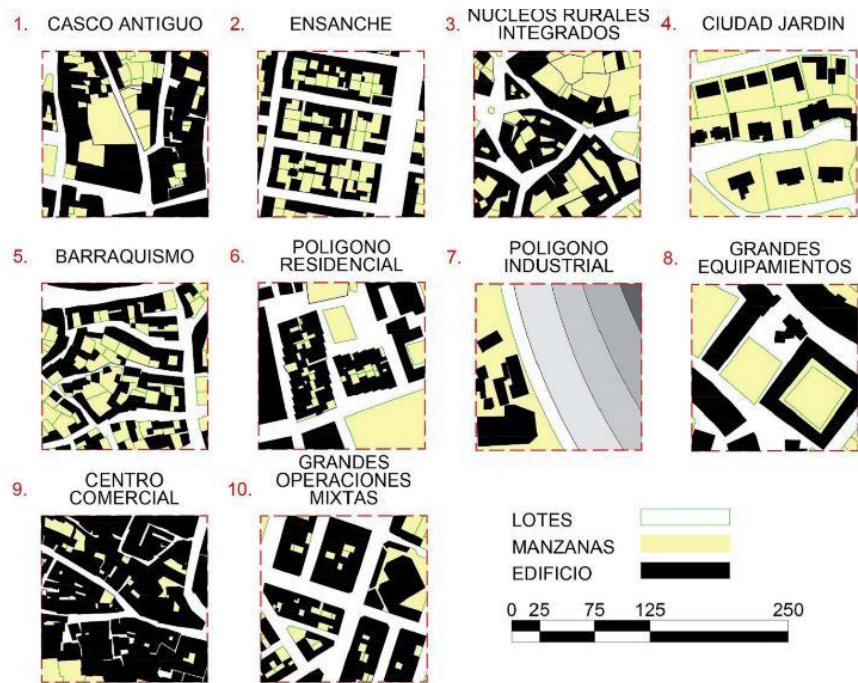 1. CASCO ANTIGUO
2. ENSANCHE
3. NUCLEOS RURALES
INTEGRADOS
4. CIUDAD JARDIN
5. BARRAQUISMO
6. POLIGONO
RESIDENCIAL
7. POLIGONO
INDUSTRIAL
8. GRANDES
EQUIPAMIENTOS
9. CENTRO
COMERCIAL
10. GRANDES
OPERACIONES
MIXTAS
LOTES
MANZANAS
EDIFICIO
0 25 75 125 250